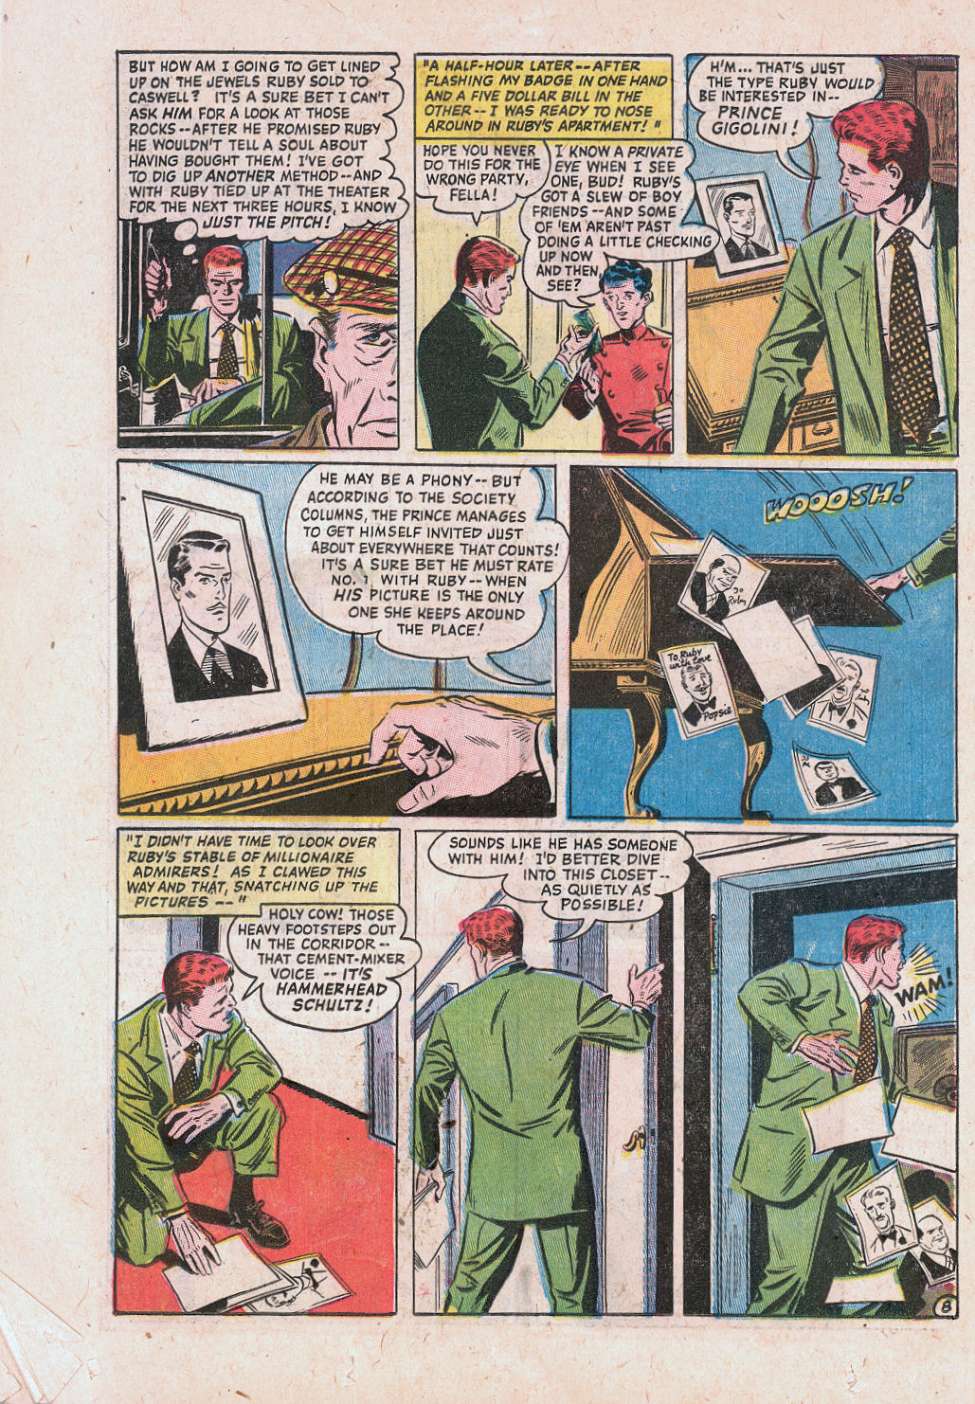 BUT HOW AM I GOING TO GET LINED
UP ON THE JEWELS RUBY SOLD TO
CASWELL? IT'S A SURE BET I CAN'T
ASK HIM FOR A LOOK AT THOSE
ROCKS--AFTER HE PROMISED RUBY
HE WOULDN'T TELL A SOUL ABOUT
HAVING BOUGHT THEM! I'VE GOT
TO DIG UP ANOTHER METHOD--AND
WITH RUBY TIED UP AT THE THEATER
FOR THE NEXT THREE HOURS, I KNOW
JUST THE PITCH!
"A HALF-HOUR LATER--AFTER
FLASHING MY BADGE IN ONE HAND
AND A FIVE DOLLAR BILL IN THE
OTHER--I WAS READY TO NOSE
AROUND IN RUBY'S APARTMENT!"
HOPE YOU NEVER
DO THIS FOR THE
WRONG PARTY,
FELLA!
I KNOW A PRIVATE
EYE WHEN I SEE
ONE, BUD! RUBY'S
GOT A SLEW OF BOY
FRIENDS--AND SOME
OF 'EM AREN'T PAST
DOING A LITTLE CHECKING
UP NOW
AND THEN,
SEE?
H'M... THAT'S JUST
THE TYPE RUBY WOULD
BE INTERESTED IN--
PRINCE
GIGOLINI!
HE MAY BE A PHONY--BUT
ACCORDING TO THE SOCIETY
COLUMNS, THE PRINCE MANAGES
TO GET HIMSELF INVITED JUST
ABOUT EVERYWHERE THAT COUNTS!
IT'S A SURE BET HE MUST RATE
NO. 1 WITH RUBY--WHEN
HIS PICTURE IS THE ONLY
ONE SHE KEEPS AROUND
THE PLACE!
WOOOSH!
To
Ruby
To Ruby
with love
Popsie
"I DIDN'T HAVE TIME TO LOOK OVER
RUBY'S STABLE OF MILLIONAIRE
ADMIRERS! AS I CLAWED THIS
WAY AND THAT, SNATCHING UP THE
PICTURES --"
HOLY COW! THOSE
HEAVY FOOTSTEPS OUT
IN THE CORRIDOR--
THAT CEMENT-MIXER
VOICE -- IT'S
HAMMERHEAD
SCHULTZ!
SOUNDS LIKE HE HAS SOMEONE
WITH HIM! I'D BETTER DIVE
INTO THIS CLOSET--
AS QUIETLY AS
POSSIBLE!
WAM!
8